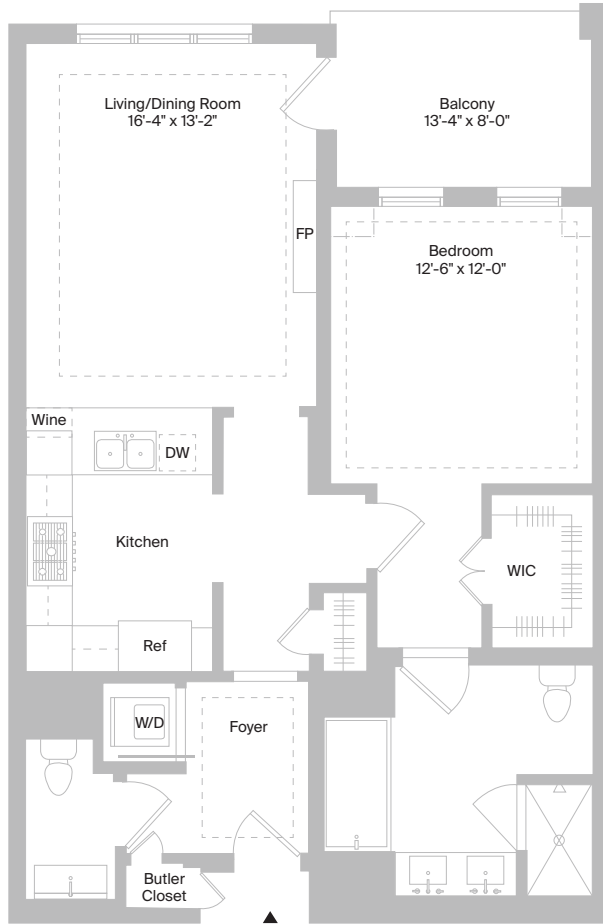 Living/Dining Room
16'-4" x 13'-2"
Balcony
13'-4" x 8'-0"
FP
Bedroom
12'-6" x 12'-0"
Wine
DW
Kitchen
WIC
Ref
W/D
Foyer
Butler
Closet